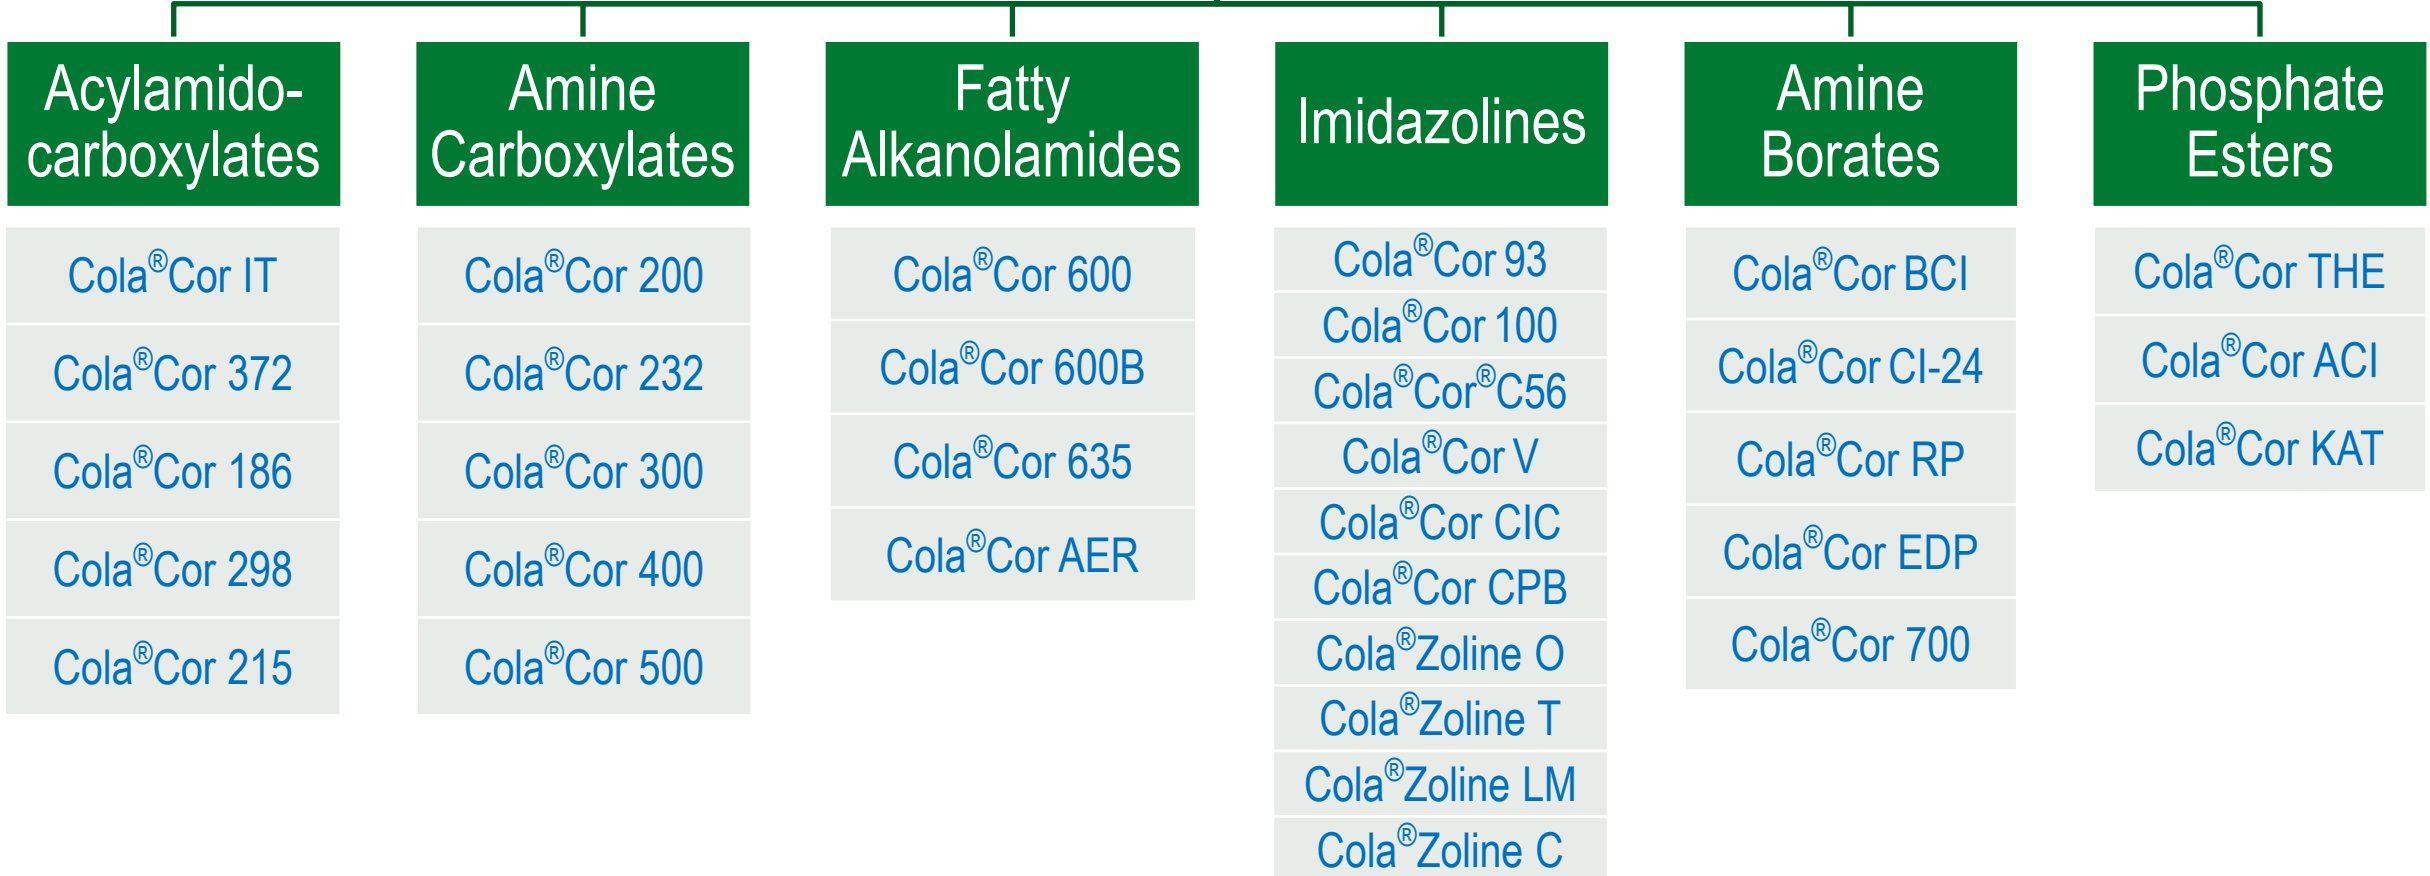 Acylamido-
carboxylates
Cola®Cor IT
Cola®Cor 372
Cola®Cor 186
Cola®Cor 298
Cola®Cor 215
Amine
Carboxylates
Cola®Cor 200
Cola®Cor 232
Cola®Cor 300
Cola®Cor 400
Cola®Cor 500
Fatty
Alkanolamides
Cola®Cor 600
Cola®Cor 600B
Cola®Cor 635
Cola®Cor AER
Imidazolines
Cola®Cor 93
Cola®Cor 100
Cola®Cor®C56
Cola®Cor V
Cola®Cor CIC
Cola®Cor CPB
Cola®Zoline O
Cola®Zoline T
Cola®Zoline LM
Cola®Zoline C
Amine
Borates
Cola®Cor BCI
Cola®Cor CI-24
Cola®Cor RP
Cola®Cor EDP
Cola®Cor 700
Phosphate
Esters
Cola®Cor THE
Cola®Cor ACI
Cola®Cor KAT